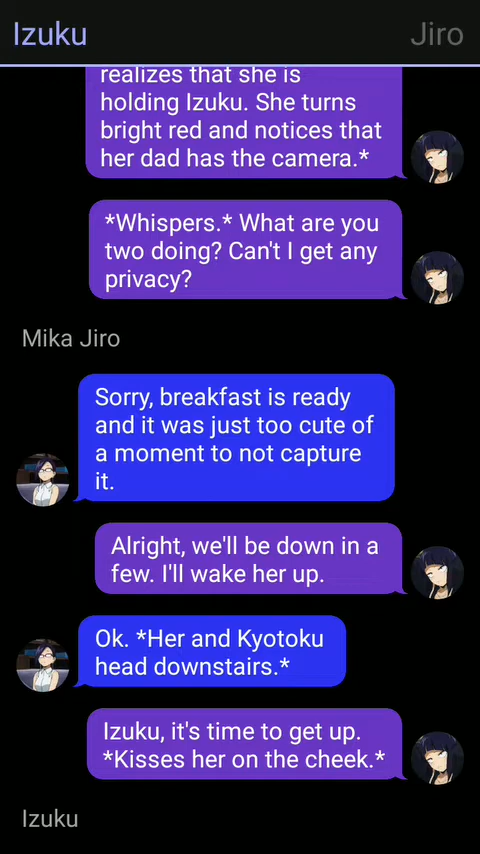 Izuku
Jiro
realizes that she is
holding Izuku. She turns
bright red and notices that
her dad has the camera.*
*Whispers.* What are you
two doing? Can't I get any
privacy?
Mika Jiro
Sorry, breakfast is ready
and it was just too cute of
a moment to not capture
it.
Alright, we'll be down in a
few. I'll wake her up.
Ok. *Her and Kyotoku
head downstairs.*
Izuku, it's time to get up.
*Kisses her on the cheek.*
Izuku